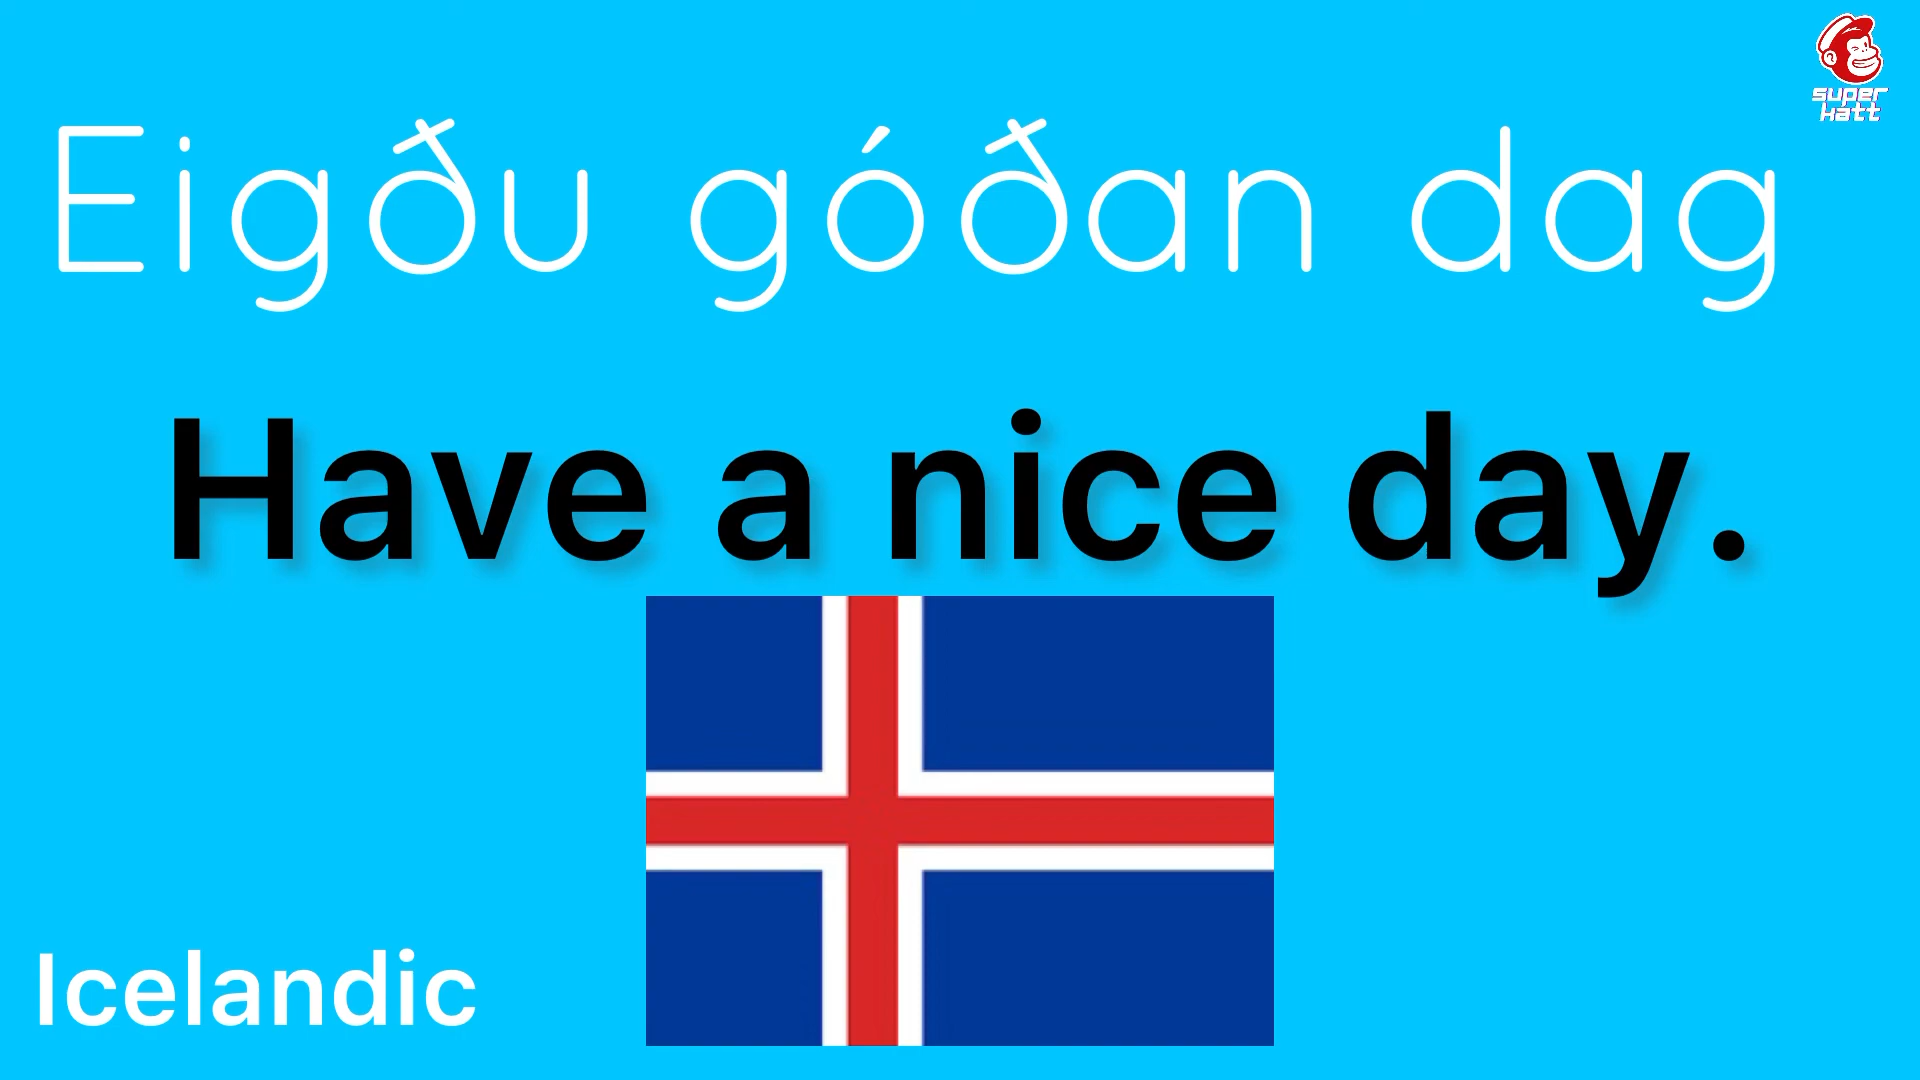 super
hatt
Eigðu góðan dag
Have a nice day.
Icelandic